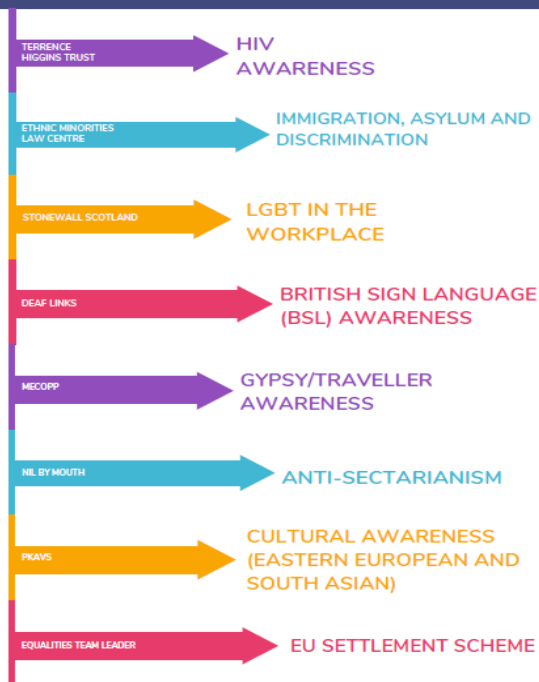 TERRENCE
HIGGINS TRUST
HIV
AWARENESS
ETHNIC MINORITIES
LAW CENTRE
IMMIGRATION, ASYLUM AND
DISCRIMINATION
STONEWALL SCOTLAND
LGBT IN THE
WORKPLACE
DEAF LINKS
BRITISH SIGN LANGUAGE
(BSL) AWARENESS
MECOPP
GYPSY/TRAVELLER
AWARENESS
NIL BY MOUTH
ANTI-SECTARIANISM
PKAVS
CULTURAL AWARENESS
(EASTERN EUROPEAN AND
SOUTH ASIAN)
EQUALITIES TEAM LEADER
EU SETTLEMENT SCHEME